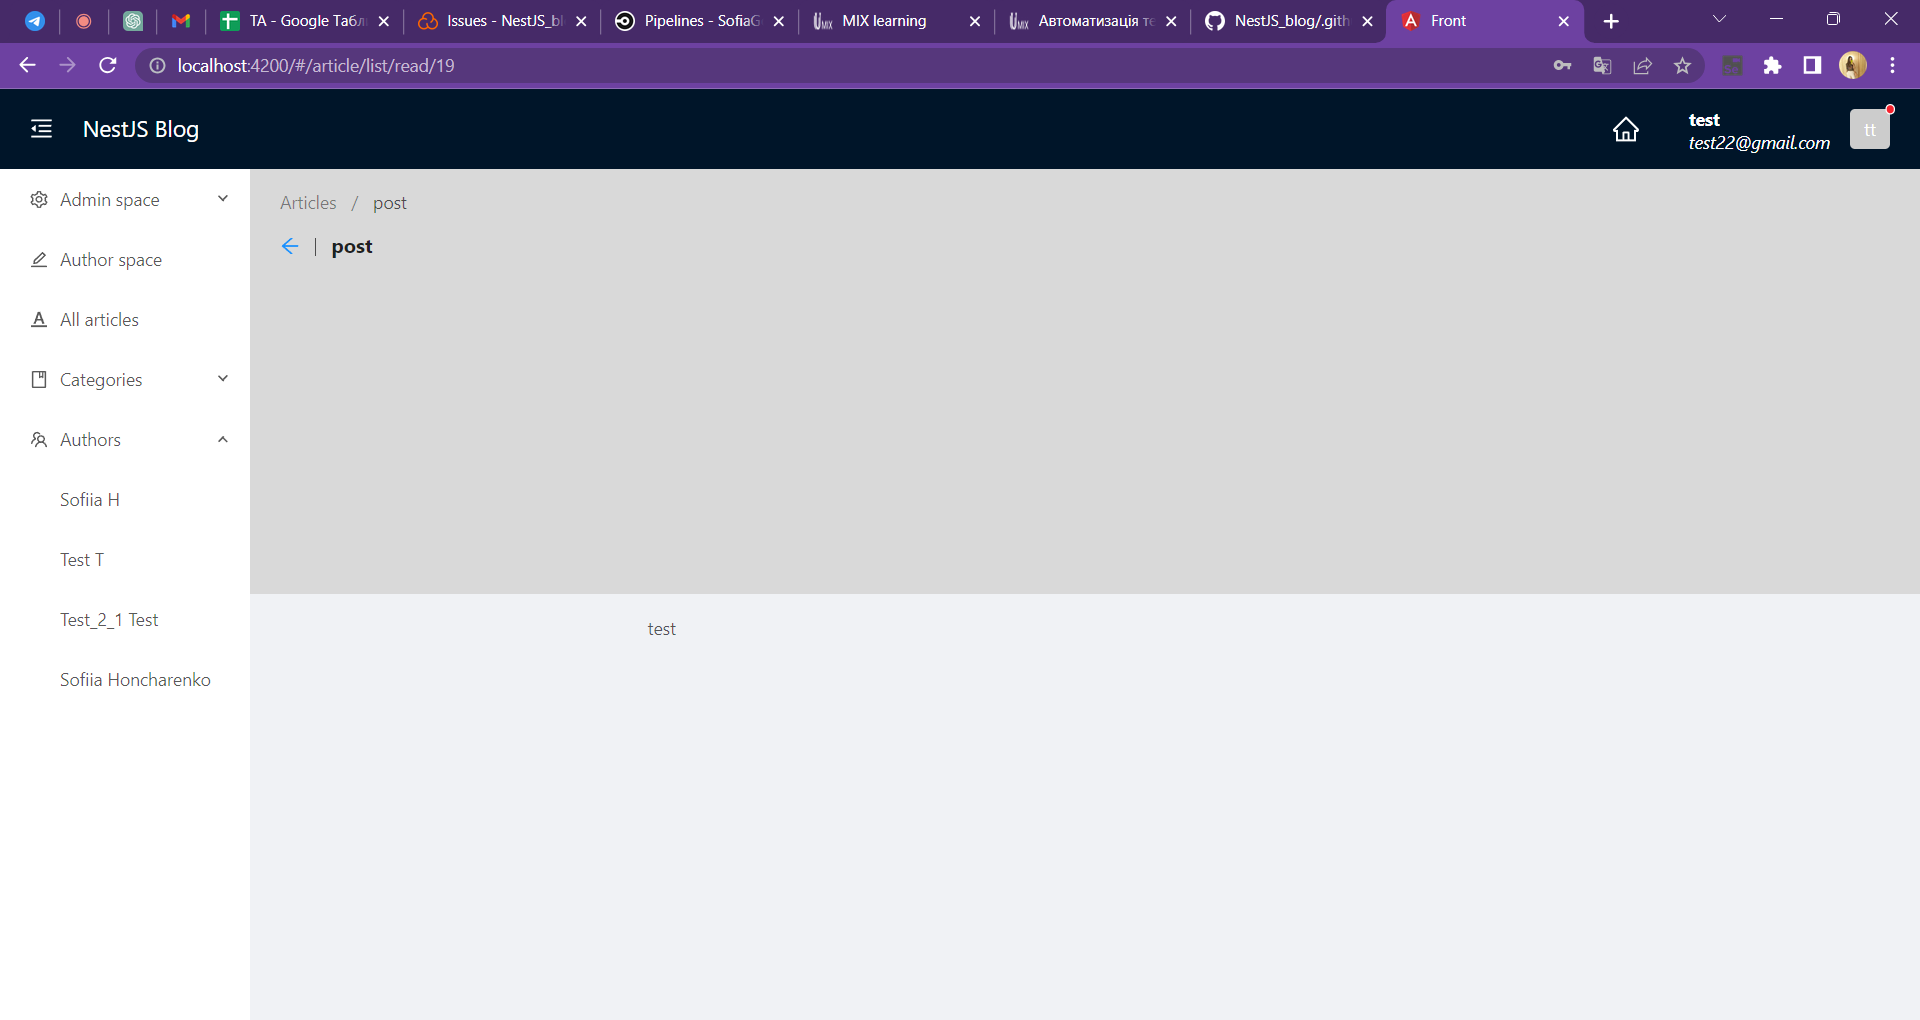 TA - Google Табл
Issues - NestJS_bl
Pipelines - SofiaG
MIX learning
Автоматизація те
NestJS_blog/.gith
Front
localhost:4200/#/article/list/read/19
NestJS Blog
test
test22@gmail.com
tt
Admin space
Author space
All articles
Categories
Authors
Sofiia H
Test T
Test_2_1 Test
Sofiia Honcharenko
Articles / post
| post
test